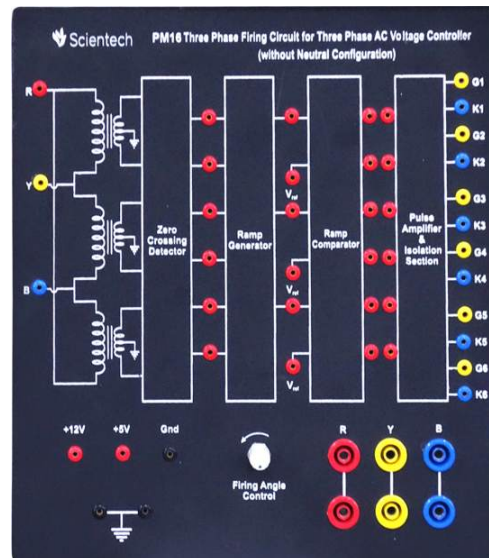 Scientech
PM16 Three Phase Firing Circuit for Three Phase AC Voltage Controller
(without Neutral Configuration)
R
Y
B
Zero
Crossing
Detector
Ramp
Generator
Vref
Vref
Vref
Ramp
Comparator
Pulse
Amplifier
&
Isolation
Section
G1
K1
G2
K2
G3
K3
G4
K4
G5
K5
G6
K6
+12V
+5V
Gnd
Firing Angle
Control
R
Y
B